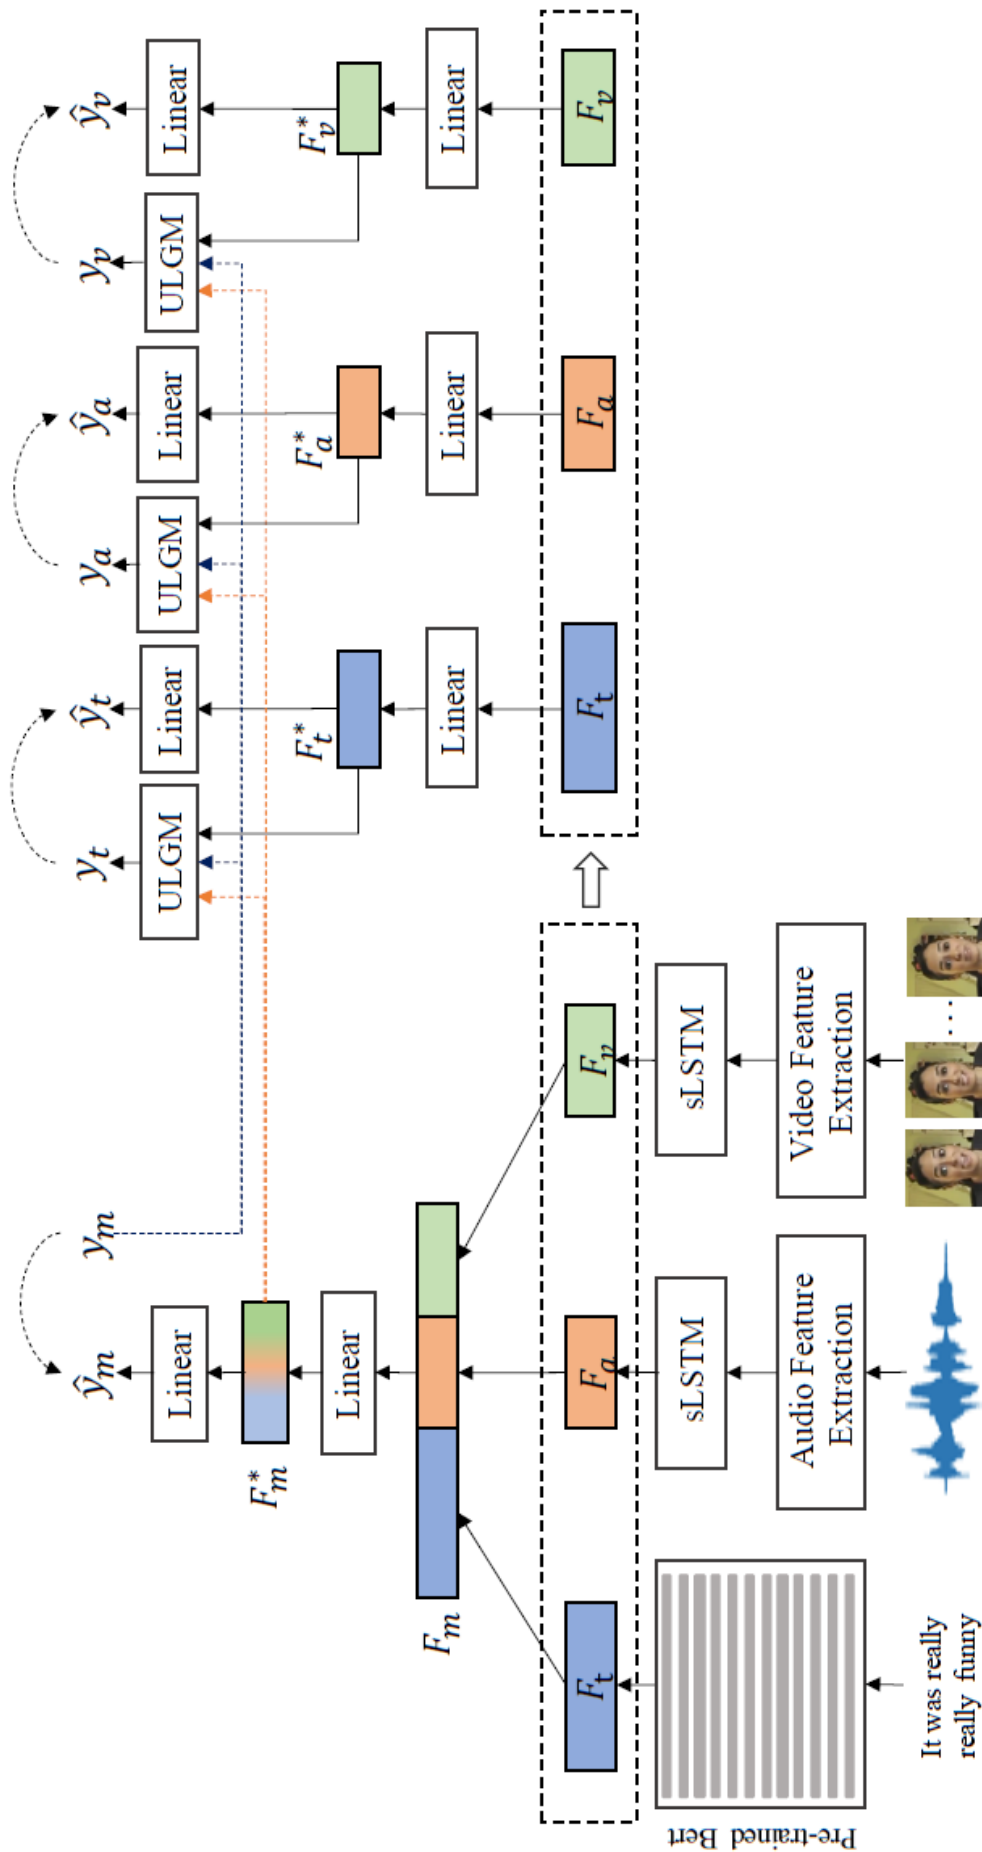 ŷ_m
y_m
y_t
ŷ_t
y_a
ŷ_a
y_v
ŷ_v
Linear
ULGM
Linear
ULGM
Linear
ULGM
Linear
F*_m
F*_t
F*_a
F*_v
Linear
Linear
Linear
Linear
F_m
F_t
F_a
F_v
F_t
F_a
F_v
Pre-trained Bert
sLSTM
sLSTM
Audio Feature
Extraction
Video Feature
Extraction
It was really
really funny
...